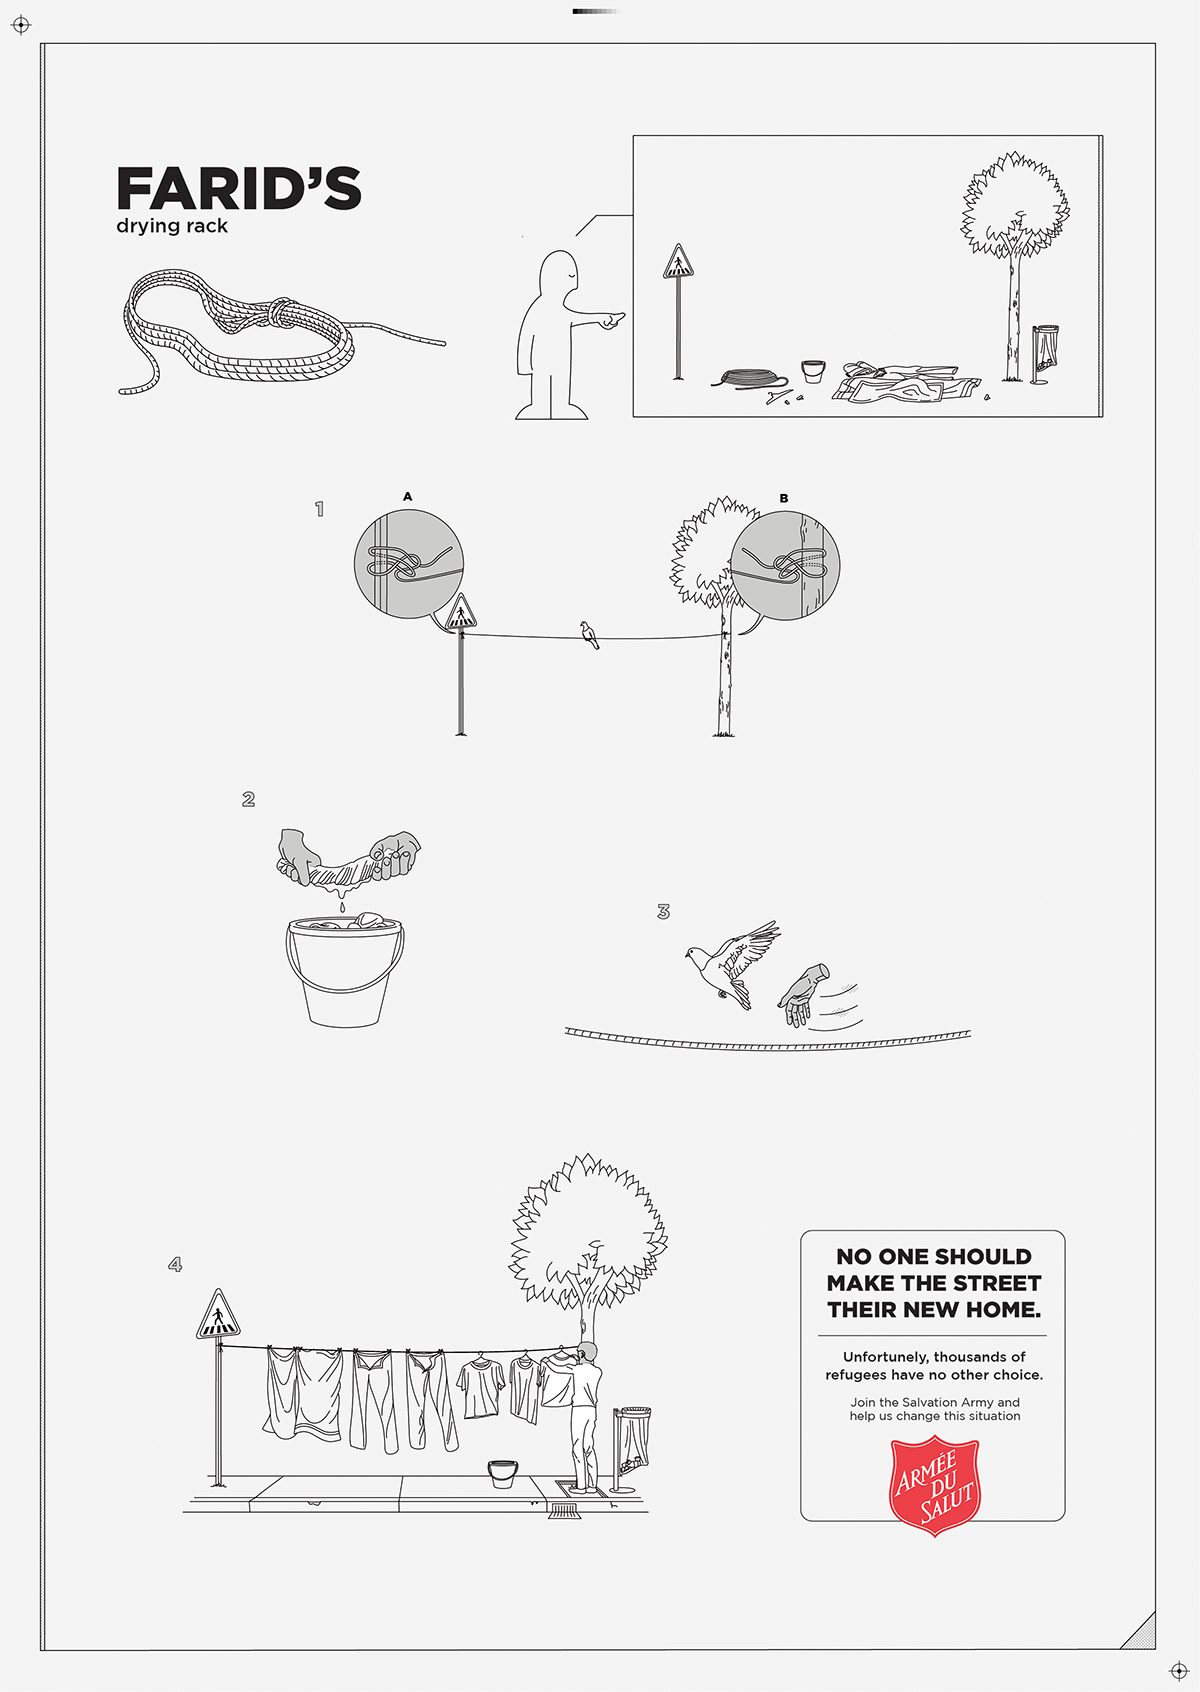 FARID’S
drying rack
1
A
B
2
3
4
NO ONE SHOULD
MAKE THE STREET
THEIR NEW HOME.
Unfortunely, thousands of
refugees have no other choice.
Join the Salvation Army and
help us change this situation
ARMÉE
DU
SALUT